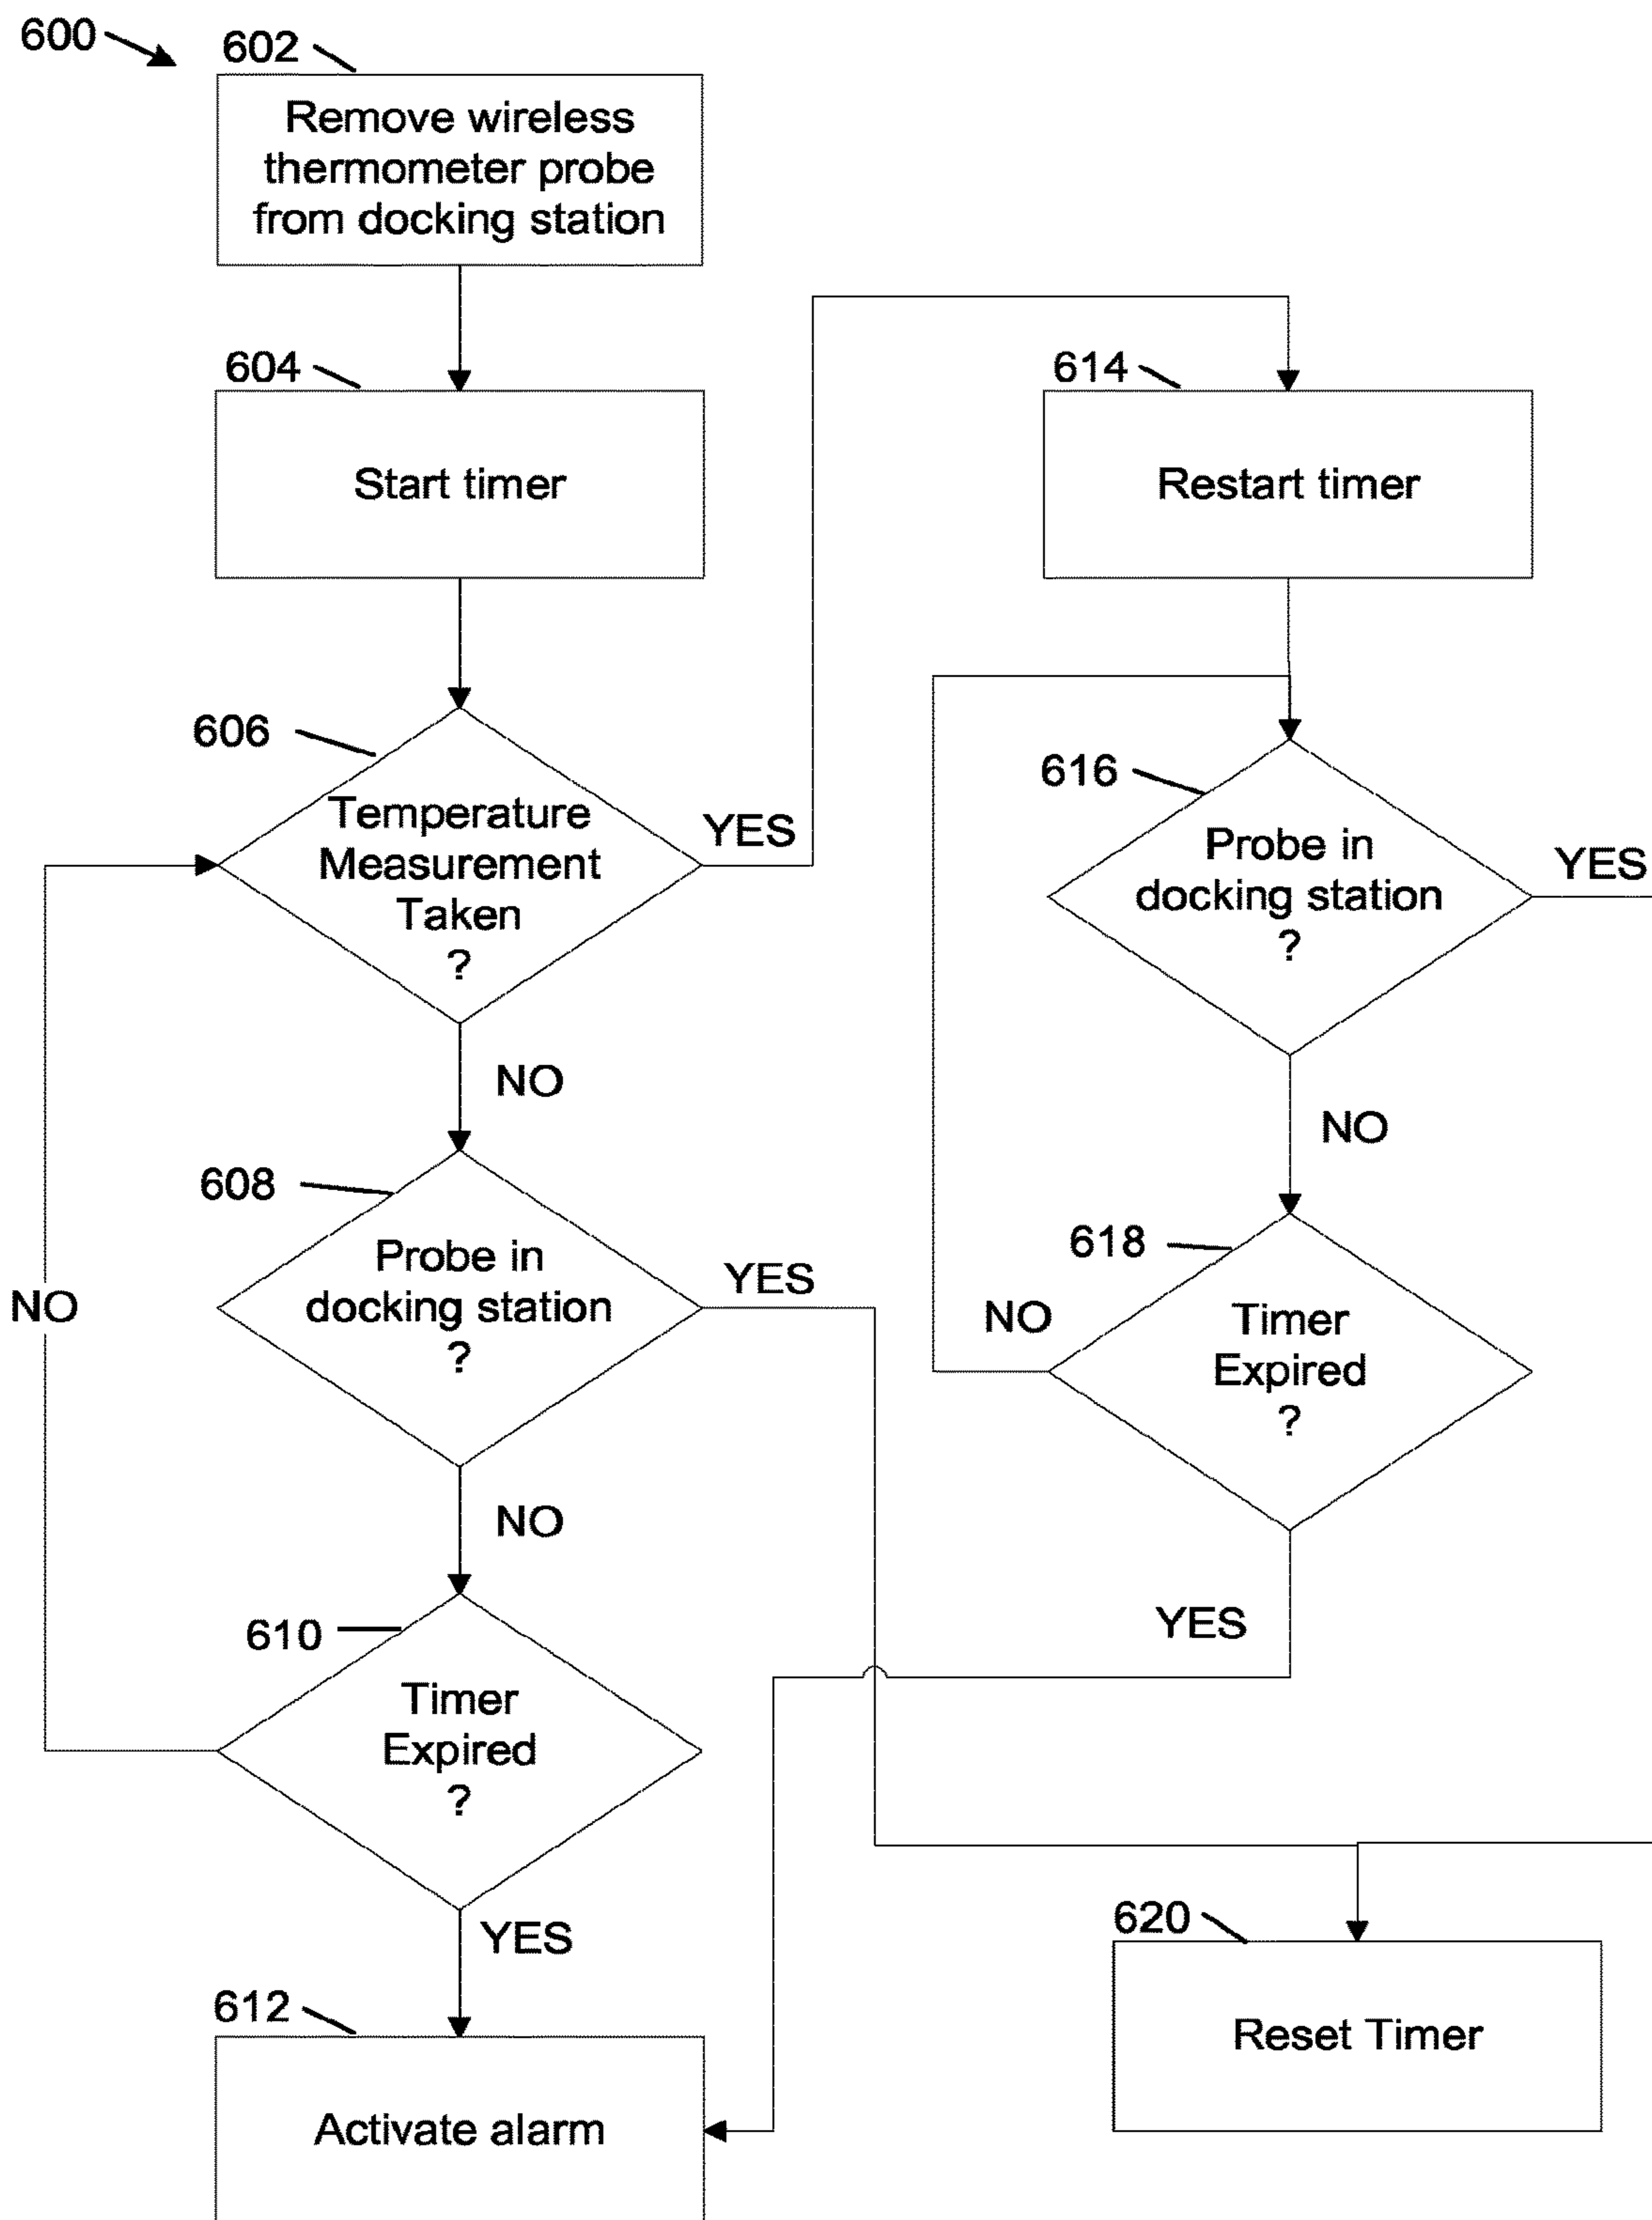 600
602
Remove wireless
thermometer probe
from docking station
604
Start timer
606
Temperature
Measurement
Taken
?
YES
NO
608
Probe in
docking station
?
YES
NO
NO
610
Timer
Expired
?
YES
612
Activate alarm
614
Restart timer
616
Probe in
docking station
?
YES
NO
618
Timer
Expired
?
NO
YES
620
Reset Timer